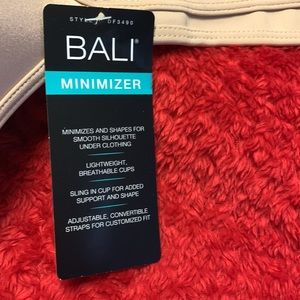 STYLE# DF3490
BALI®
MINIMIZER
MINIMIZES AND SHAPES FOR
SMOOTH SILHOUETTE
UNDER CLOTHING
LIGHTWEIGHT,
BREATHABLE CUPS
SLING IN CUP FOR ADDED
SUPPORT AND SHAPE
ADJUSTABLE, CONVERTIBLE
STRAPS FOR CUSTOMIZED FIT